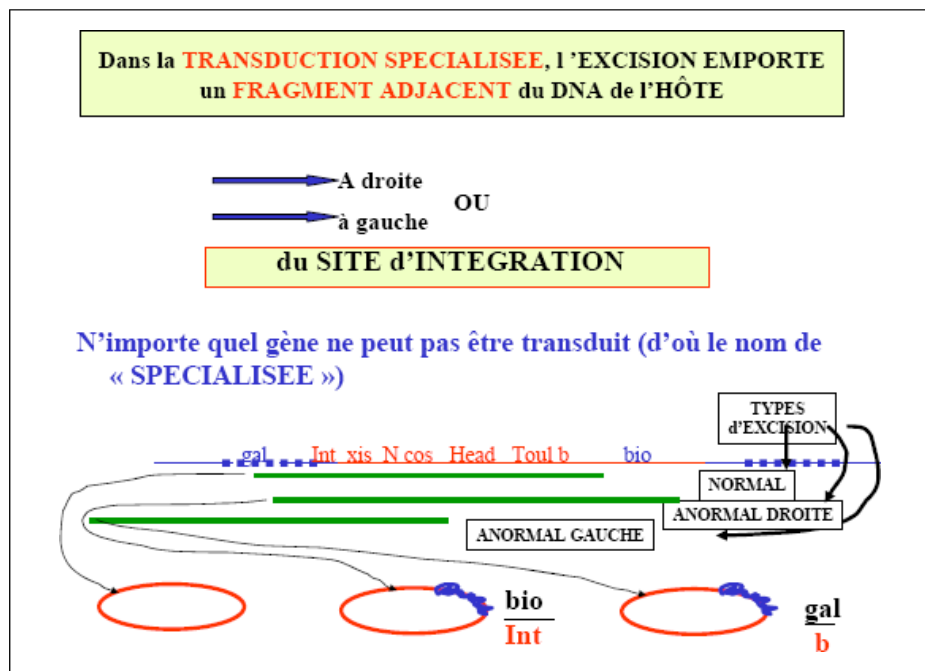 Dans la TRANSDUCTION SPECIALISEE, l 'EXCISION EMPORTE
un FRAGMENT ADJACENT du DNA de l'HÔTE
A droite
OU
à gauche
du SITE d'INTEGRATION
N'importe quel gène ne peut pas être transduit (d'où le nom de
« SPECIALISEE »)
TYPES
d'EXCISION
gal Int xis N cos Head Toul b bio
NORMAL
ANORMAL DROITE
ANORMAL GAUCHE
bio
Int
gal
b